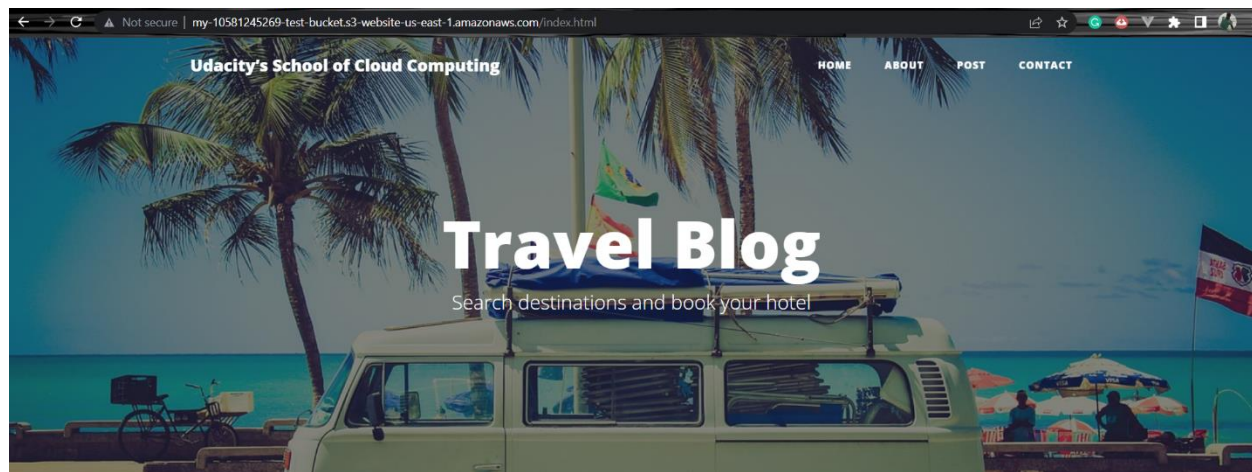 Not secure | my-10581245269-test-bucket.s3-website-us-east-1.amazonaws.com/index.html
Udacity's School of Cloud Computing
HOME ABOUT POST CONTACT
Travel Blog
Search destinations and book your hotel